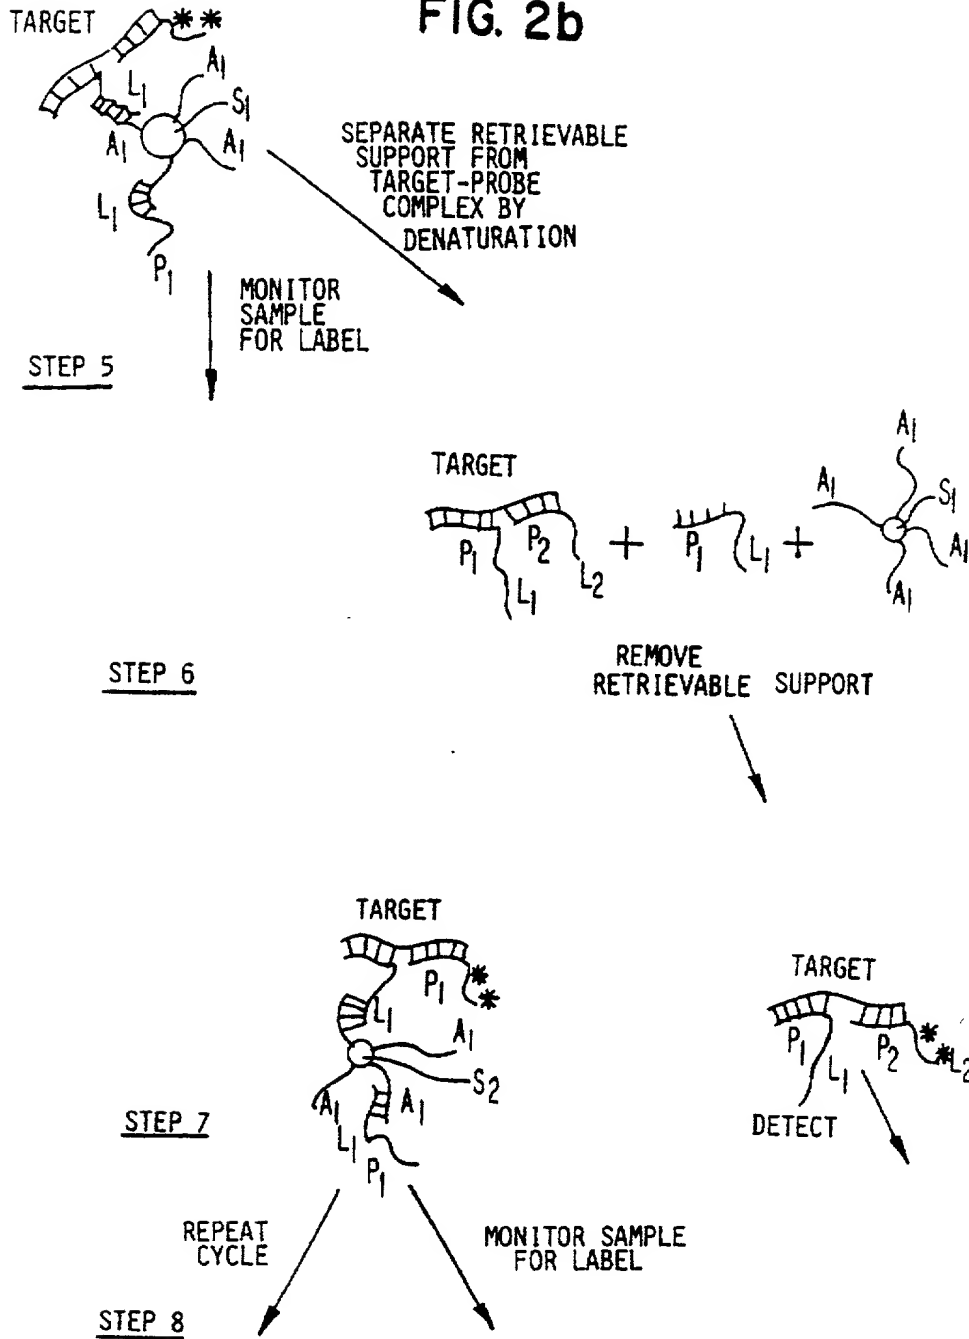 FIG. 2b
TARGET
* *
L1
A1
S1
A1
A1
L1
P1
SEPARATE RETRIEVABLE
SUPPORT FROM
TARGET-PROBE
COMPLEX BY
DENATURATION
MONITOR
SAMPLE
FOR LABEL
STEP 5
TARGET
P1
P2
L1
L2
+
P1
L1
+
A1
A1
S1
A1
A1
STEP 6
REMOVE
RETRIEVABLE SUPPORT
TARGET
P1
*
*
L1
A1
S2
A1
A1
L1
P1
STEP 7
TARGET
P1
P2
*
*
L2
L1
DETECT
REPEAT
CYCLE
MONITOR SAMPLE
FOR LABEL
STEP 8